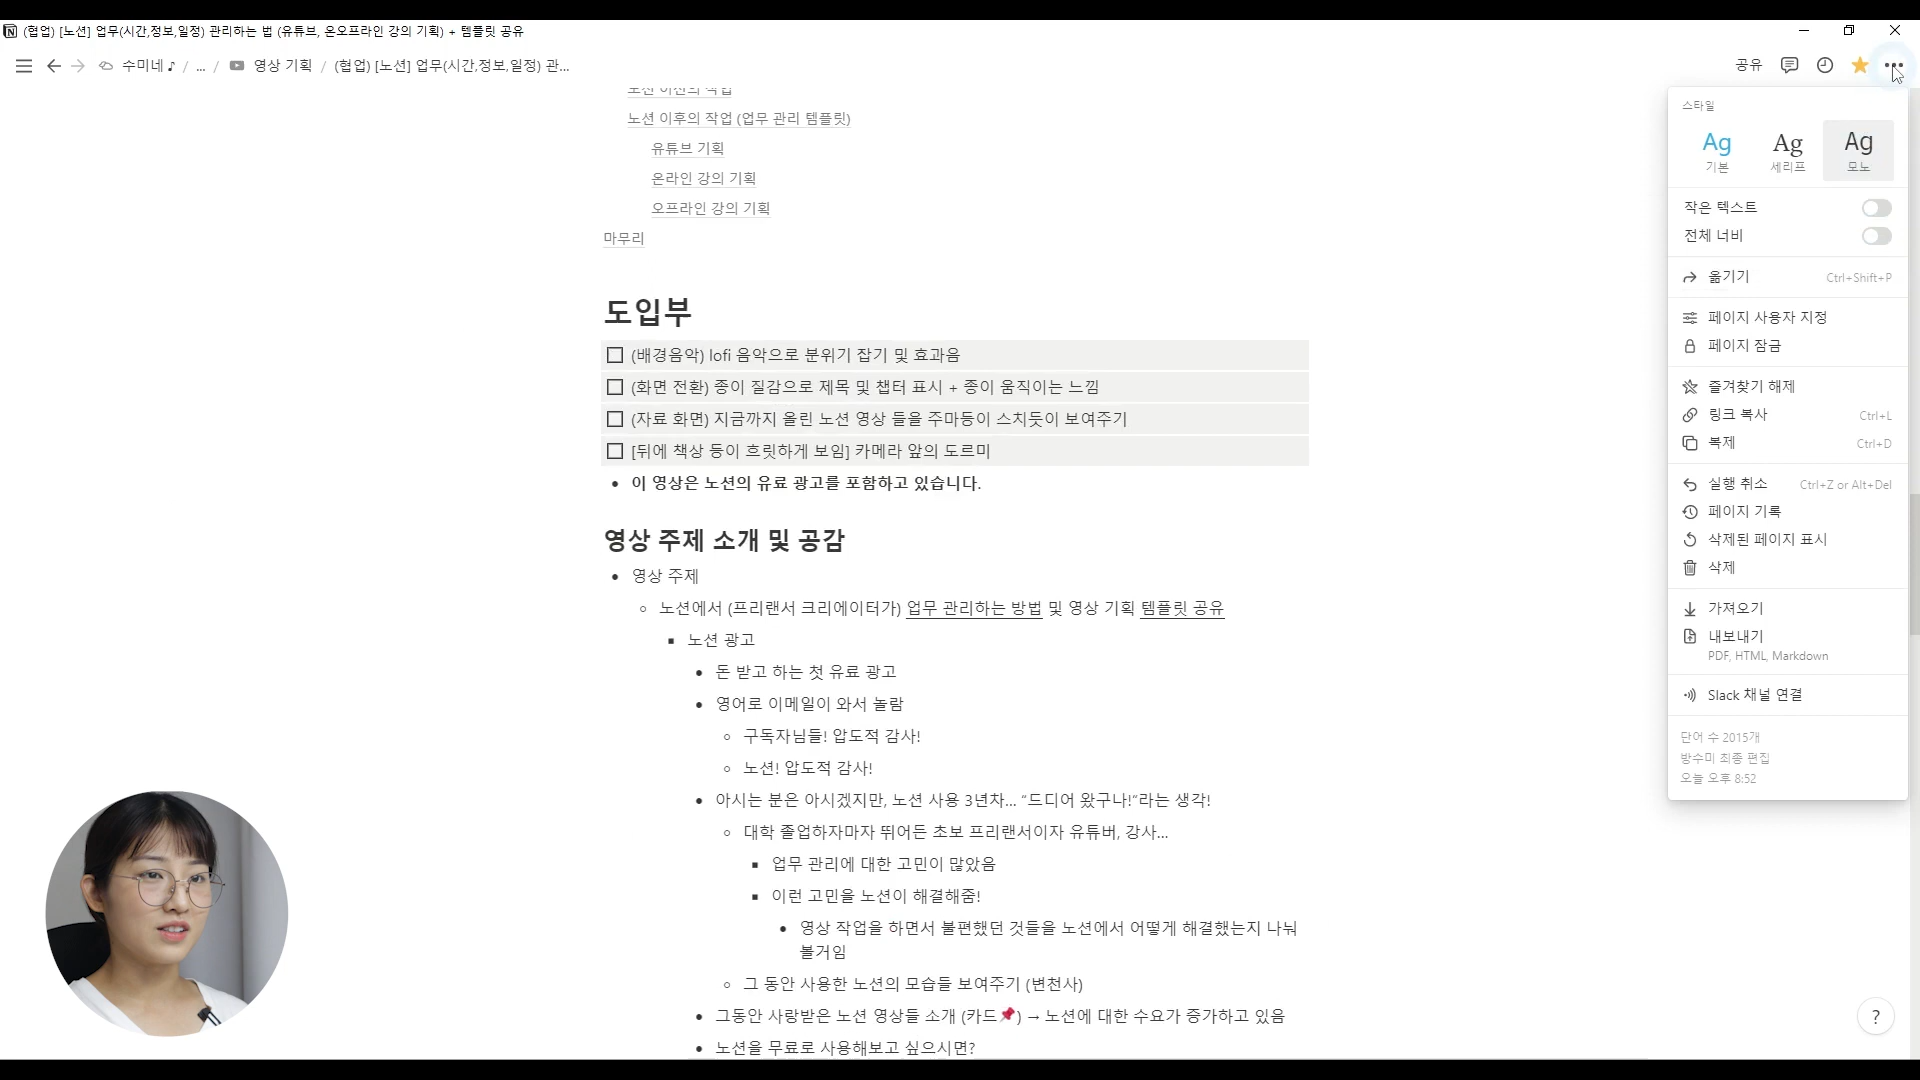 (협업) [노션] 업무(시간,정보,일정) 관리하는 법 (유튜브, 온오프라인 강의 기획) + 템플릿 공유
수미네♪ / ... / 영상 기획 / (협업) [노션] 업무(시간,정보,일정) 관...
공유
노션 이전의 작업
노션 이후의 작업 (업무 관리 템플릿)
유튜브 기획
온라인 강의 기획
오프라인 강의 기획
마무리
도입부
(배경음악) lofi 음악으로 분위기 잡기 및 효과음
(화면 전환) 종이 질감으로 제목 및 챕터 표시 + 종이 움직이는 느낌
(자료 화면) 지금까지 올린 노션 영상 들을 주마등이 스치듯이 보여주기
[뒤에 책상 등이 흐릿하게 보임] 카메라 앞의 도르미
• 이 영상은 노션의 유료 광고를 포함하고 있습니다.
영상 주제 소개 및 공감
• 영상 주제
◦ 노션에서 (프리랜서 크리에이터가) 업무 관리하는 방법 및 영상 기획 템플릿 공유
▪ 노션 광고
• 돈 받고 하는 첫 유료 광고
• 영어로 이메일이 와서 놀람
◦ 구독자님들! 압도적 감사!
◦ 노션! 압도적 감사!
• 아시는 분은 아시겠지만, 노션 사용 3년차... “드디어 왔구나!”라는 생각!
◦ 대학 졸업하자마자 뛰어든 초보 프리랜서이자 유튜버, 강사...
▪ 업무 관리에 대한 고민이 많았음
▪ 이런 고민을 노션이 해결해줌!
• 영상 작업을 하면서 불편했던 것들을 노션에서 어떻게 해결했는지 나눠
볼거임
◦ 그 동안 사용한 노션의 모습들 보여주기 (변천사)
• 그동안 사랑받은 노션 영상들 소개 (카드📌) → 노션에 대한 수요가 증가하고 있음
• 노션을 무료로 사용해보고 싶으시면?
스타일
Ag Ag Ag
기본 세리프 모노
작은 텍스트
전체 너비
옮기기 Ctrl+Shift+P
페이지 사용자 지정
페이지 잠금
즐겨찾기 해제
링크 복사 Ctrl+L
복제 Ctrl+D
실행 취소 Ctrl+Z or Alt+Del
페이지 기록
삭제된 페이지 표시
삭제
가져오기
내보내기
PDF, HTML, Markdown
Slack 채널 연결
단어 수 2015개
방수미 최종 편집
오늘 오후 8:52
?